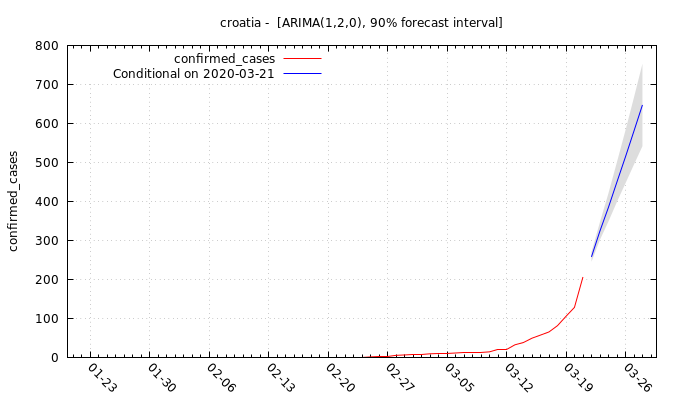 croatia - [ARIMA(1,2,0), 90% forecast interval]
confirmed_cases
Conditional on 2020-03-21
confirmed_cases
800
700
600
500
400
300
200
100
0
01-23 01-30 02-06 02-13 02-20 02-27 03-05 03-12 03-19 03-26